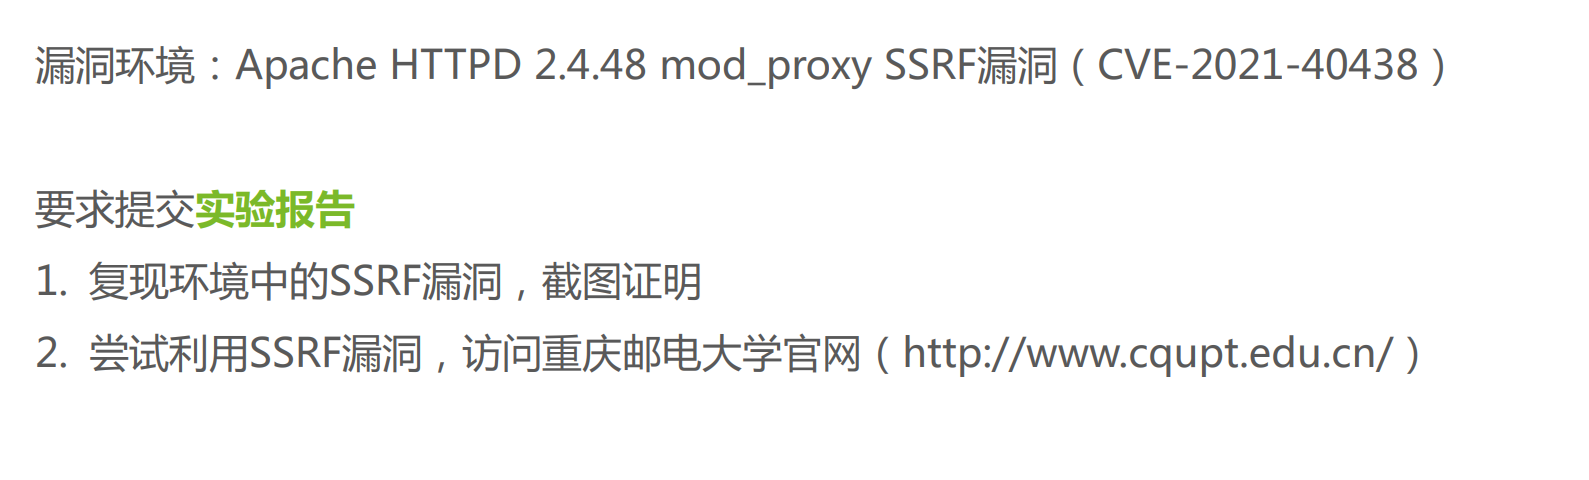 漏洞环境：Apache HTTPD 2.4.48 mod_proxy SSRF漏洞（CVE-2021-40438）
要求提交实验报告
1. 复现环境中的SSRF漏洞，截图证明
2. 尝试利用SSRF漏洞，访问重庆邮电大学官网（http://www.cqupt.edu.cn/）